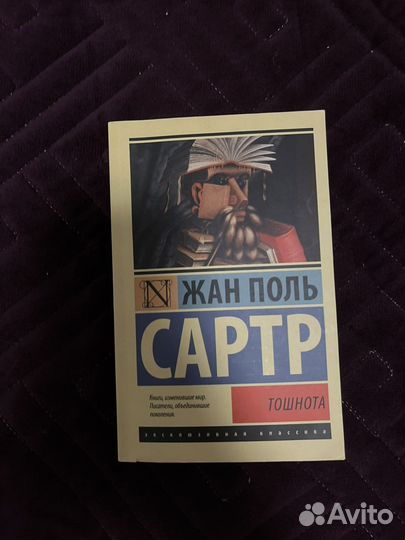 N
ЖАН ПОЛЬ
САРТР
Книги, изменившие мир.
Писатели, объединившие
поколения.
ТОШНОТА
ЭКСКЛЮЗИВНАЯ КЛАССИКА
Avito